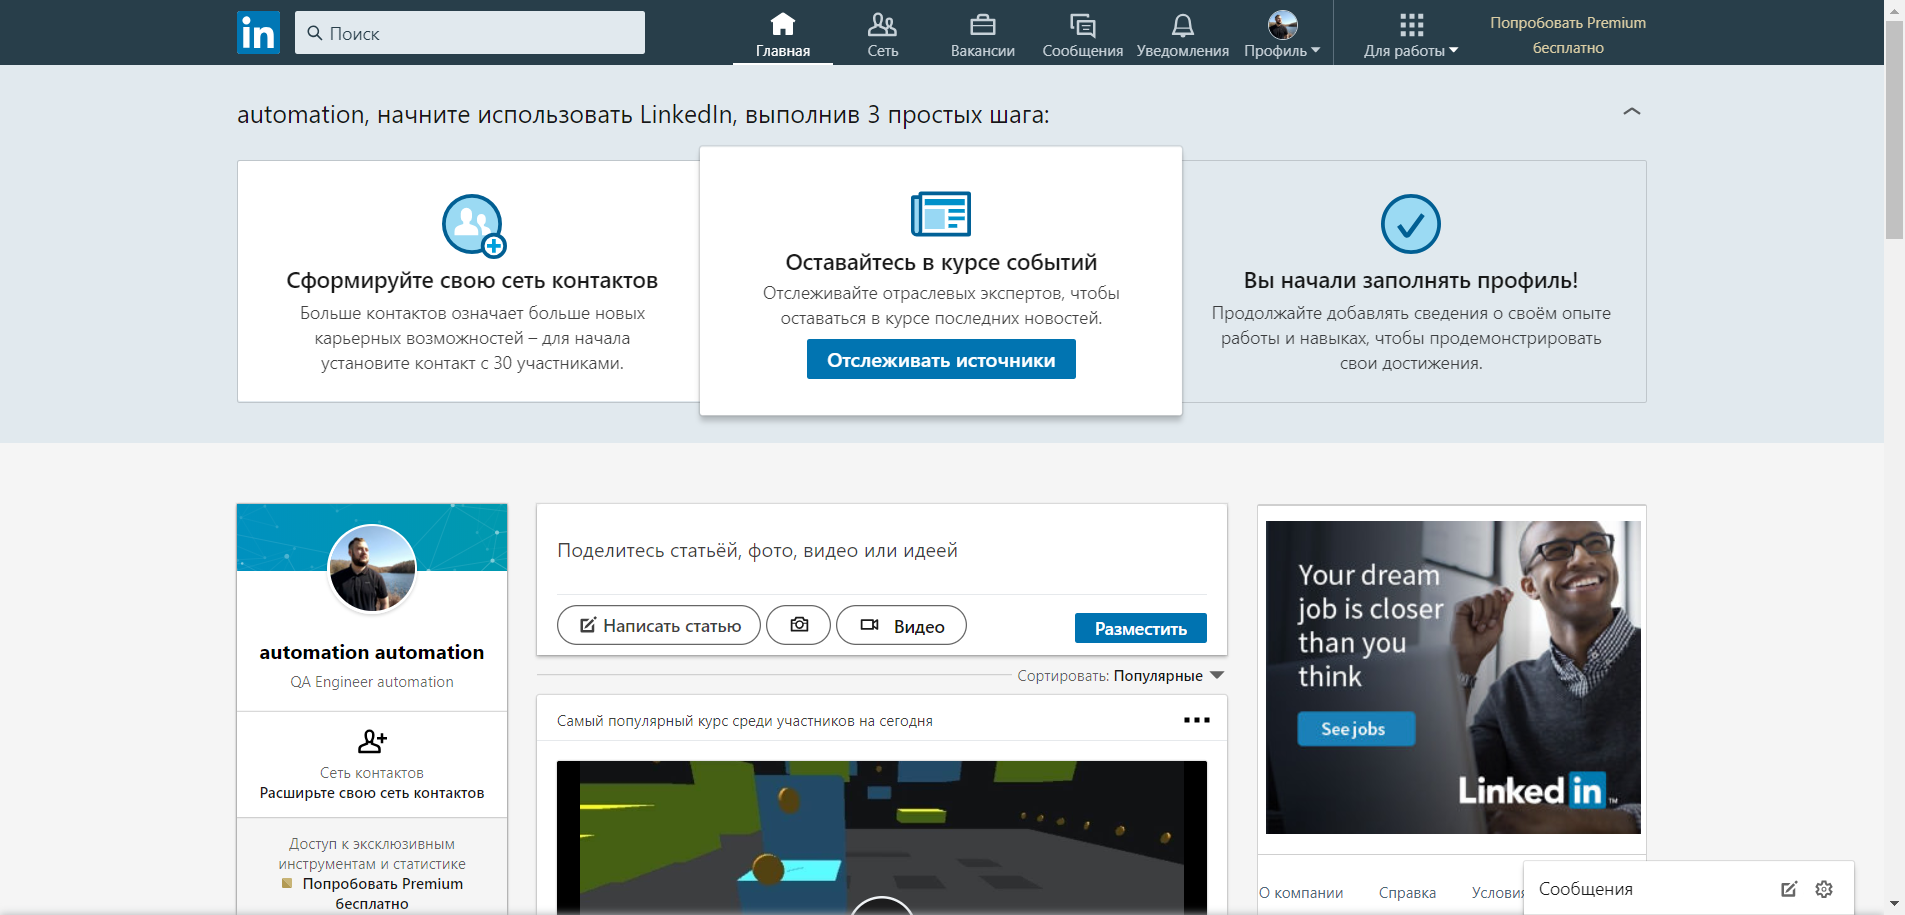 in
Поиск
Главная
Сеть
Вакансии
Сообщения
Уведомления
Профиль
Для работы
Попробовать Premium
бесплатно
automation, начните использовать LinkedIn, выполнив 3 простых шага:
Сформируйте свою сеть контактов
Больше контактов означает больше новых
карьерных возможностей – для начала
установите контакт с 30 участниками.
Оставайтесь в курсе событий
Отслеживайте отраслевых экспертов, чтобы
оставаться в курсе последних новостей.
Отслеживать источники
Вы начали заполнять профиль!
Продолжайте добавлять сведения о своём опыте
работы и навыках, чтобы продемонстрировать
свои достижения.
automation automation
QA Engineer automation
Сеть контактов
Расширьте свою сеть контактов
Доступ к эксклюзивным
инструментам и статистике
Попробовать Premium
бесплатно
Поделитесь статьёй, фото, видео или идеей
Написать статью
Видео
Разместить
Сортировать: Популярные
Самый популярный курс среди участников на сегодня
Your dream
job is closer
than you
think
See jobs
Linked in TM
О компании
Справка
Условия
Сообщения